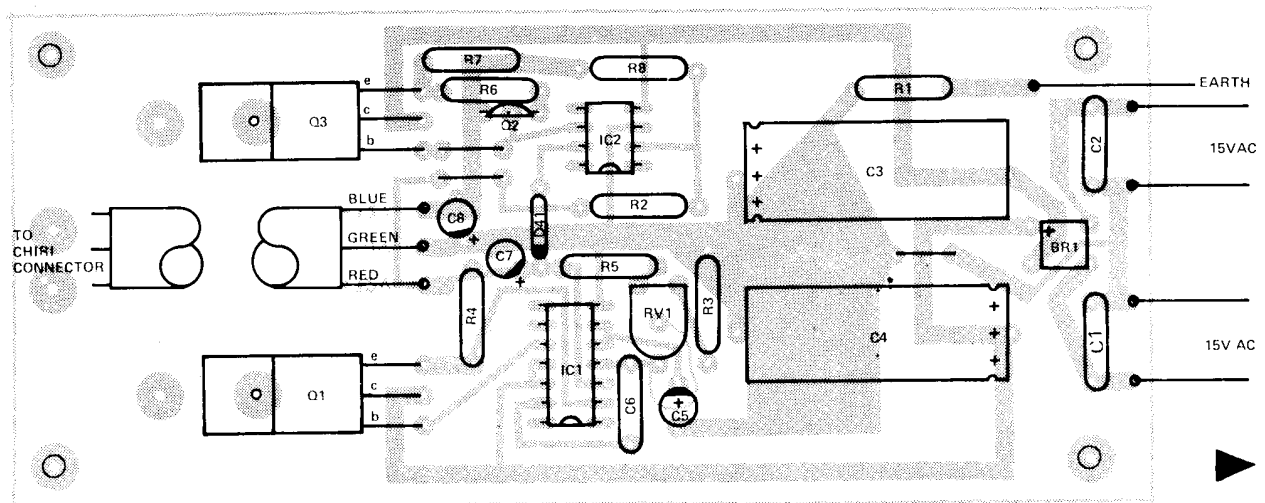 R7
R8
R6
R1
EARTH
e
c
b
Q3
Q2
IC2
C2
15VAC
C3
+
+
+
BLUE
GREEN
RED
TO
CHIRI
CONNECTOR
C8
+
D41
R2
C7
+
+
BR1
R5
R4
RV1
R3
C4
+
+
+
C1
15V AC
e
c
b
Q1
IC1
C6
+
C5